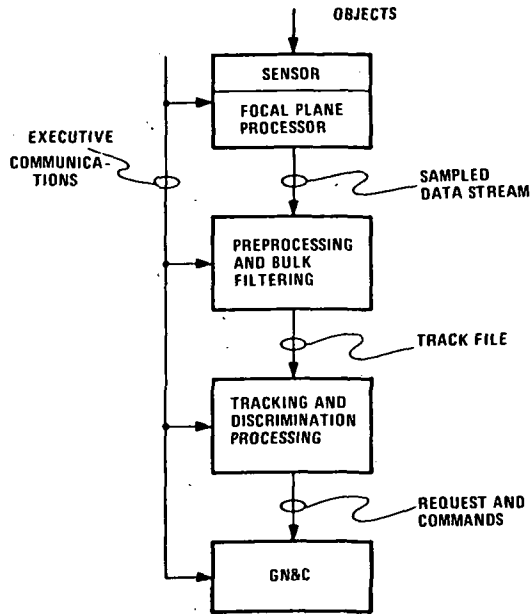 OBJECTS
SENSOR
FOCAL PLANE
PROCESSOR
EXECUTIVE
COMMUNICA-
TIONS
SAMPLED
DATA STREAM
PREPROCESSING
AND BULK
FILTERING
TRACK FILE
TRACKING AND
DISCRIMINATION
PROCESSING
REQUEST AND
COMMANDS
GN&C